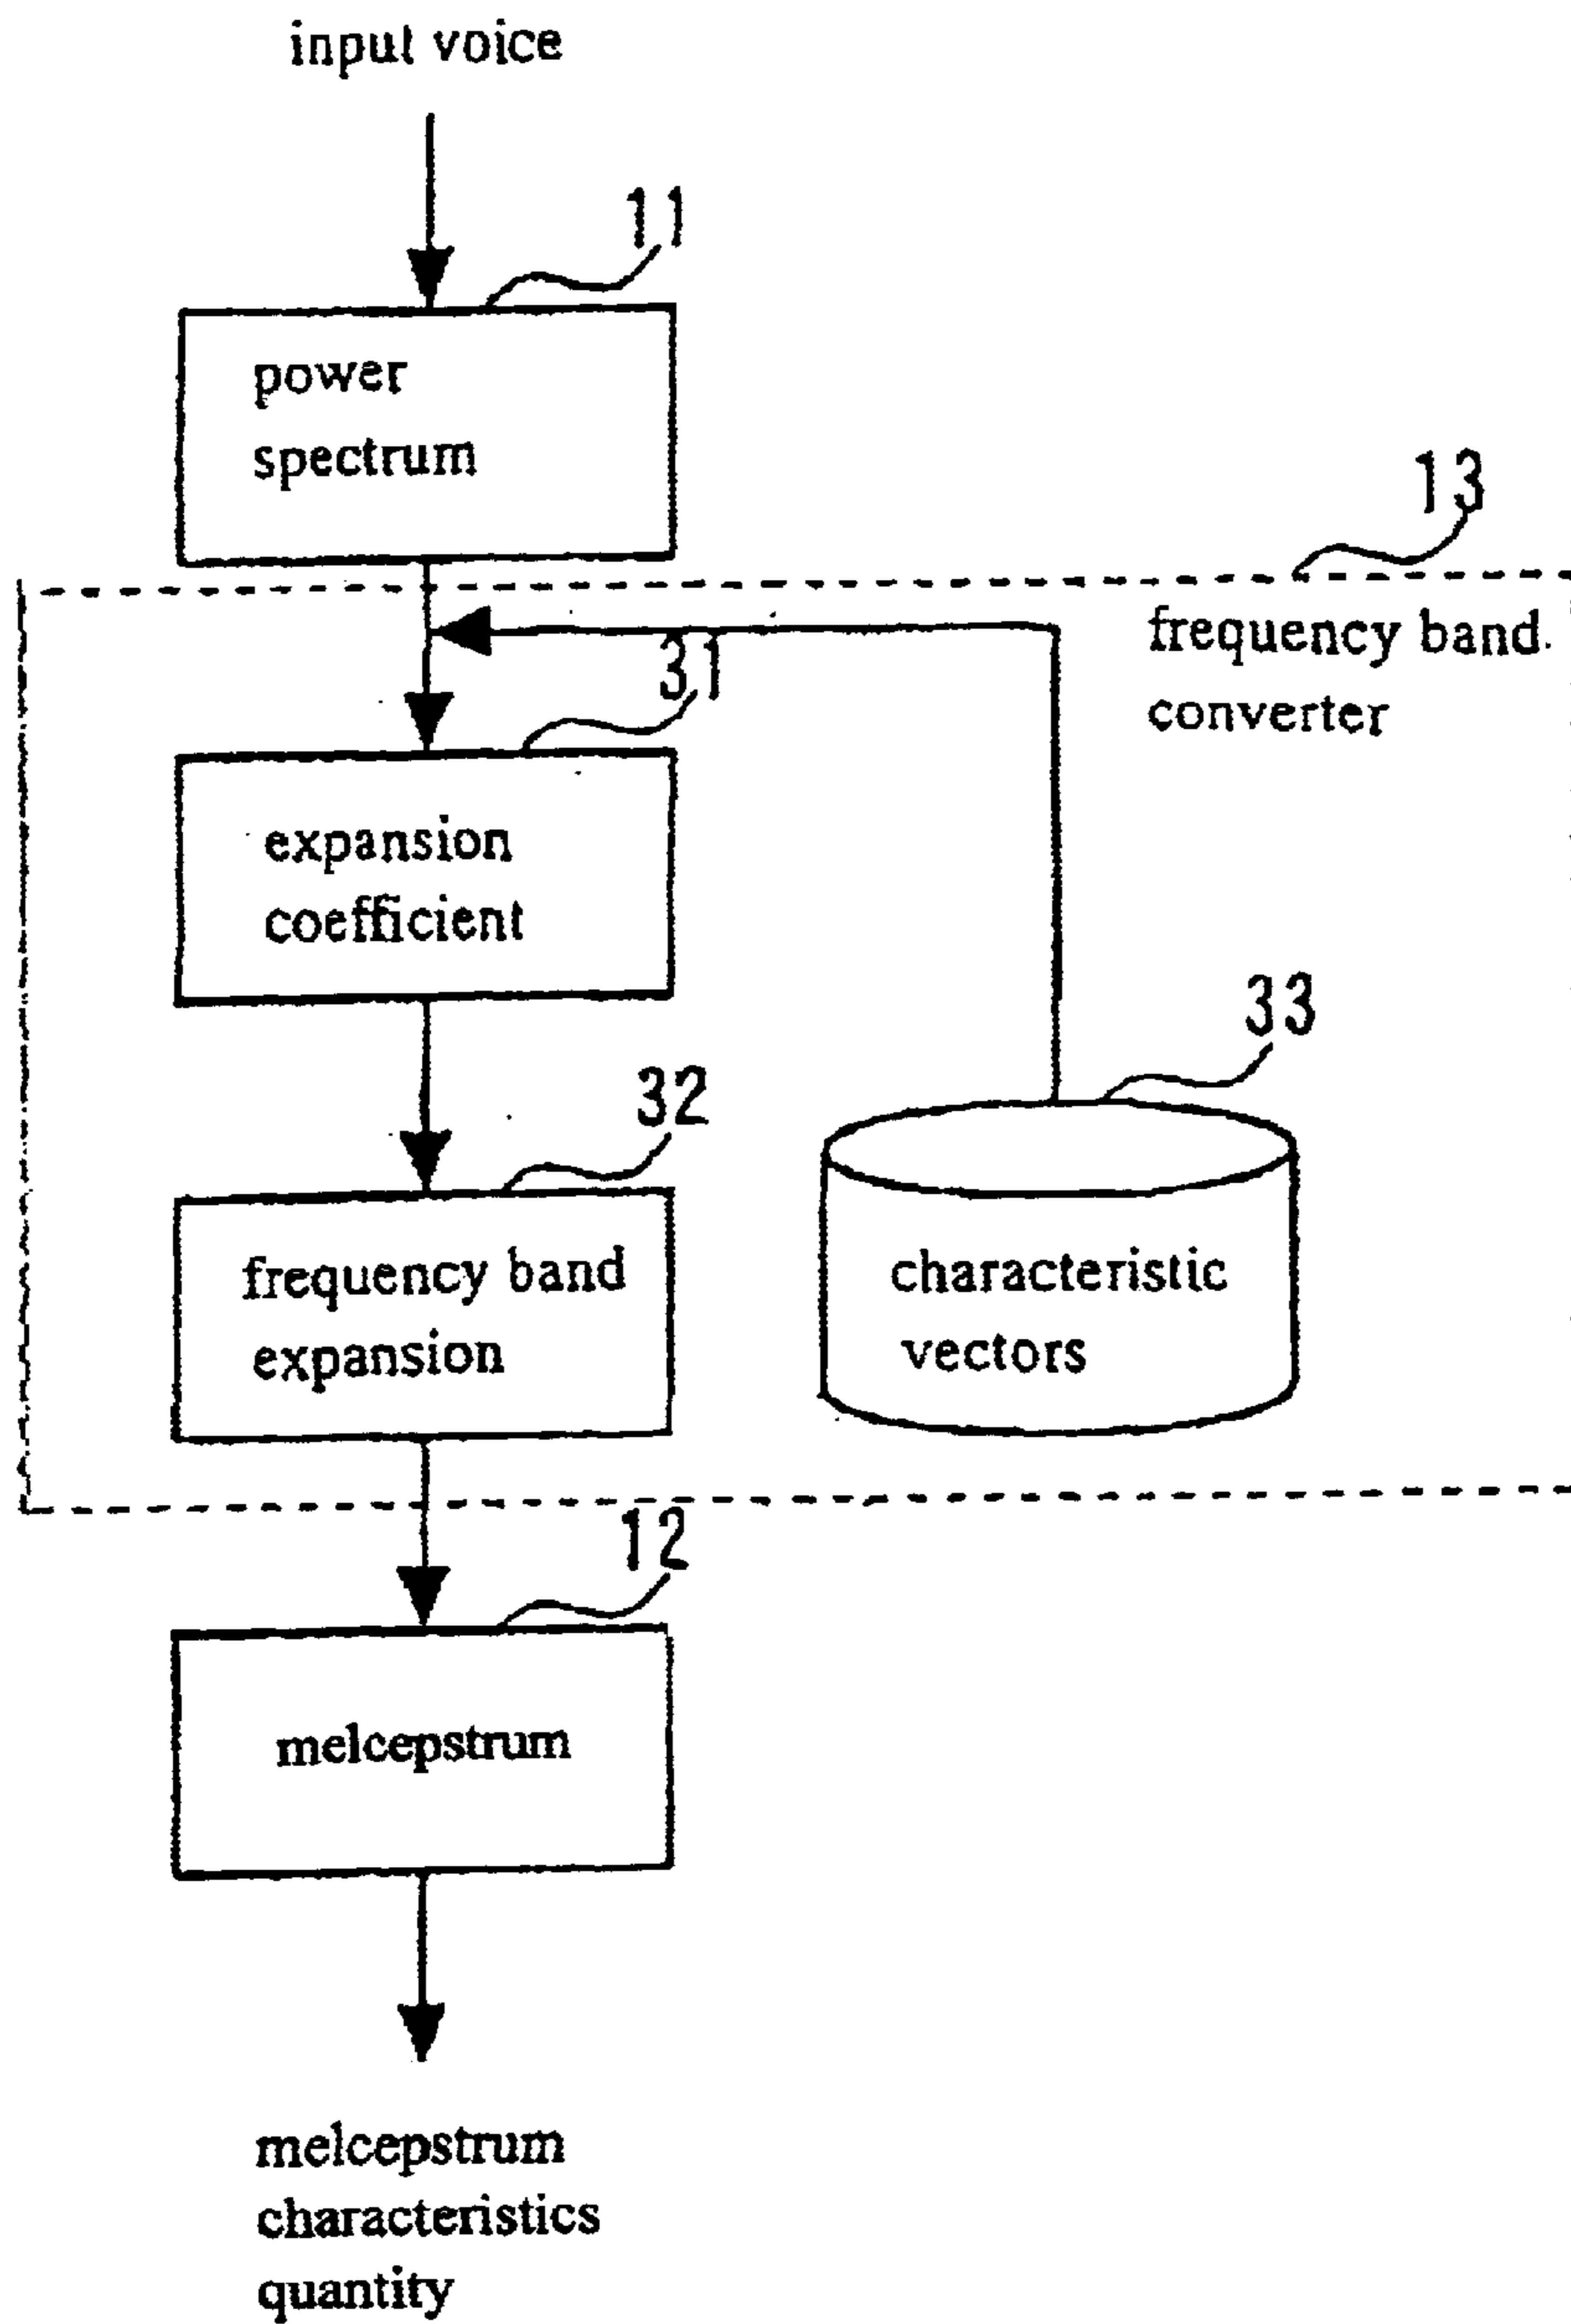 input voice
11
power
spectrum
13
frequency band
converter
31
expansion
coefficient
33
32
frequency band
expansion
characteristic
vectors
12
melcepstrum
melcepstrum
characteristics
quantity